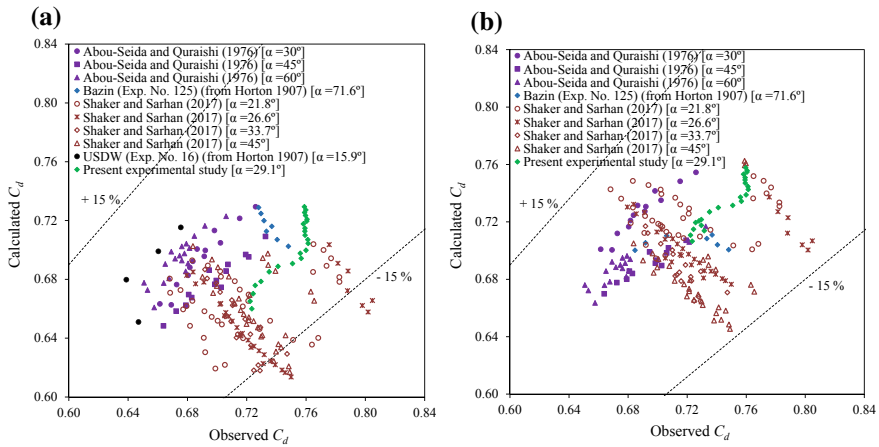 (a)
0.84
0.80
0.76
0.72
0.68
0.64
0.60
Calculated Cd
Abou-Seida and Quraishi (1976) [α =30º]
Abou-Seida and Quraishi (1976) [α =45º]
Abou-Seida and Quraishi (1976) [α =60º]
Bazin (Exp. No. 125) (from Horton 1907) [α =71.6º]
Shaker and Sarhan (2017) [α =21.8º]
Shaker and Sarhan (2017) [α =26.6º]
Shaker and Sarhan (2017) [α =33.7º]
Shaker and Sarhan (2017) [α =45º]
USDW (Exp. No. 16) (from Horton 1907) [α =15.9º]
Present experimental study [α =29.1º]
+ 15 %
- 15 %
0.60 0.64 0.68 0.72 0.76 0.80 0.84
Observed Cd
(b)
0.84
0.80
0.76
0.72
0.68
0.64
0.60
Calculated Cd
Abou-Seida and Quraishi (1976) [α =30º]
Abou-Seida and Quraishi (1976) [α =45º]
Abou-Seida and Quraishi (1976) [α =60º]
Bazin (Exp. No. 125) (from Horton 1907) [α =71.6º]
Shaker and Sarhan (2017) [α =21.8º]
Shaker and Sarhan (2017) [α =26.6º]
Shaker and Sarhan (2017) [α =33.7º]
Shaker and Sarhan (2017) [α =45º]
Present experimental study [α =29.1º]
+ 15 %
- 15 %
0.60 0.64 0.68 0.72 0.76 0.80 0.84
Observed Cd